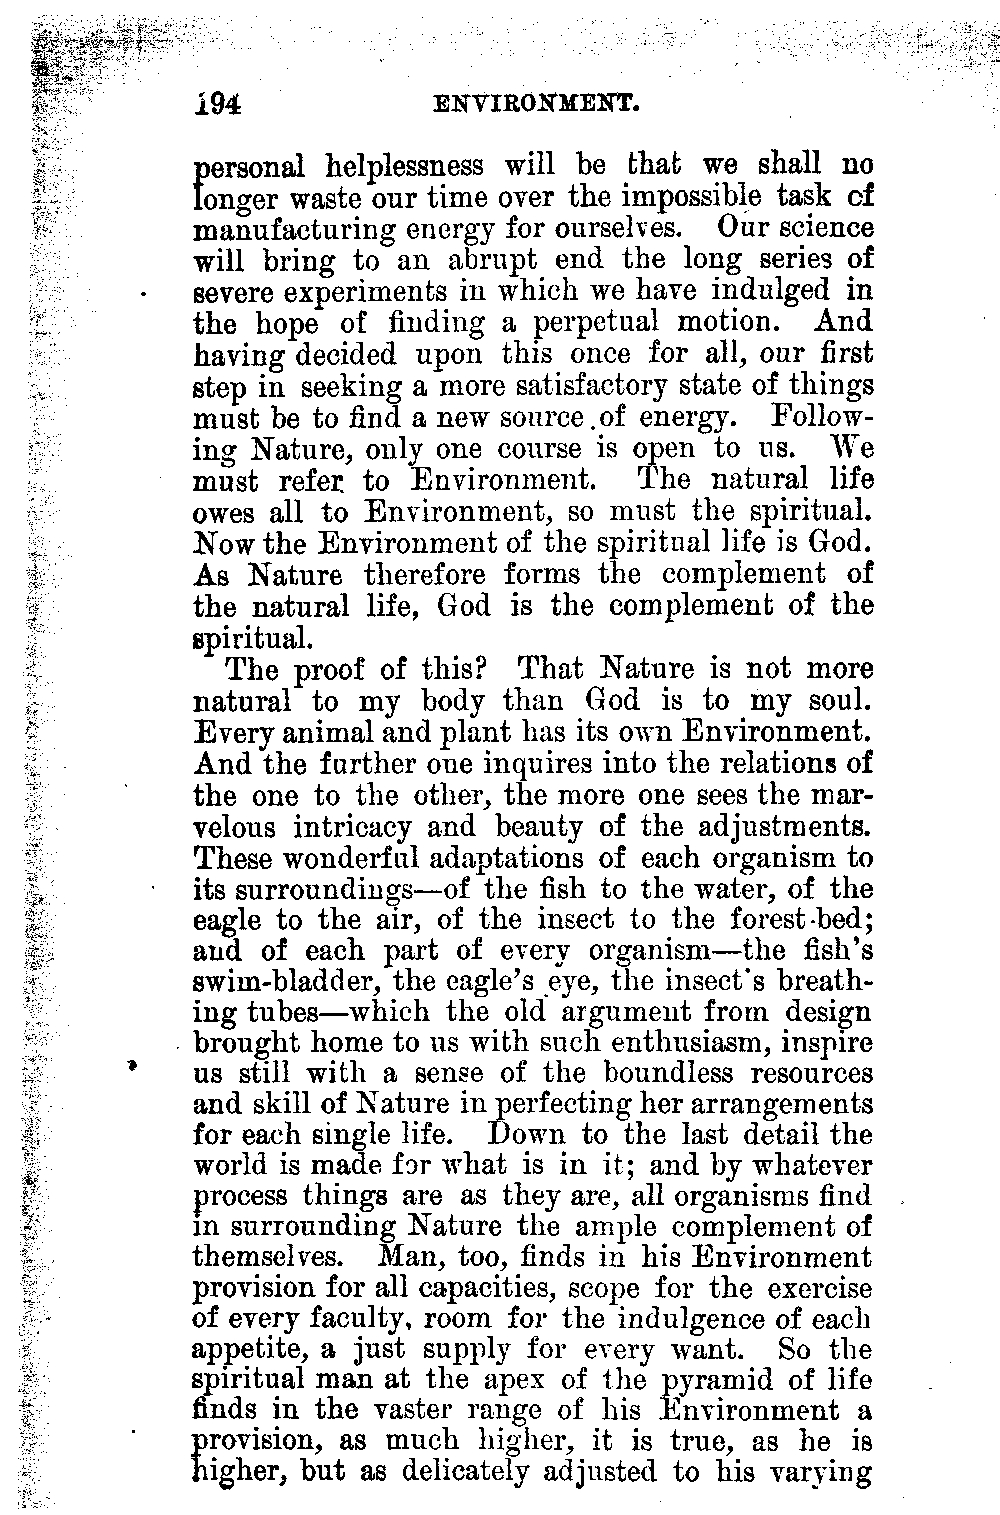 194 ENVIRONMENT.
personal helplessness will be that we shall no
longer waste our time over the impossible task of
manufacturing energy for ourselves. Our science
will bring to an abrupt end the long series of
severe experiments in which we have indulged in
the hope of finding a perpetual motion. And
having decided upon this once for all, our first
step in seeking a more satisfactory state of things
must be to find a new source of energy. Follow-
ing Nature, only one course is open to us. We
must refer to Environment. The natural life
owes all to Environment, so must the spiritual.
Now the Environment of the spiritual life is God.
As Nature therefore forms the complement of
the natural life, God is the complement of the
spiritual.
The proof of this? That Nature is not more
natural to my body than God is to my soul.
Every animal and plant has its own Environment.
And the further one inquires into the relations of
the one to the other, the more one sees the mar-
velous intricacy and beauty of the adjustments.
These wonderful adaptations of each organism to
its surroundings—of the fish to the water, of the
eagle to the air, of the insect to the forest-bed;
and of each part of every organism—the fish's
swim-bladder, the eagle's eye, the insect's breath-
ing tubes—which the old argument from design
brought home to us with such enthusiasm, inspire
us still with a sense of the boundless resources
and skill of Nature in perfecting her arrangements
for each single life. Down to the last detail the
world is made for what is in it; and by whatever
process things are as they are, all organisms find
in surrounding Nature the ample complement of
themselves. Man, too, finds in his Environment
provision for all capacities, scope for the exercise
of every faculty, room for the indulgence of each
appetite, a just supply for every want. So the
spiritual man at the apex of the pyramid of life
finds in the vaster range of his Environment a
provision, as much higher, it is true, as he is
higher, but as delicately adjusted to his varying